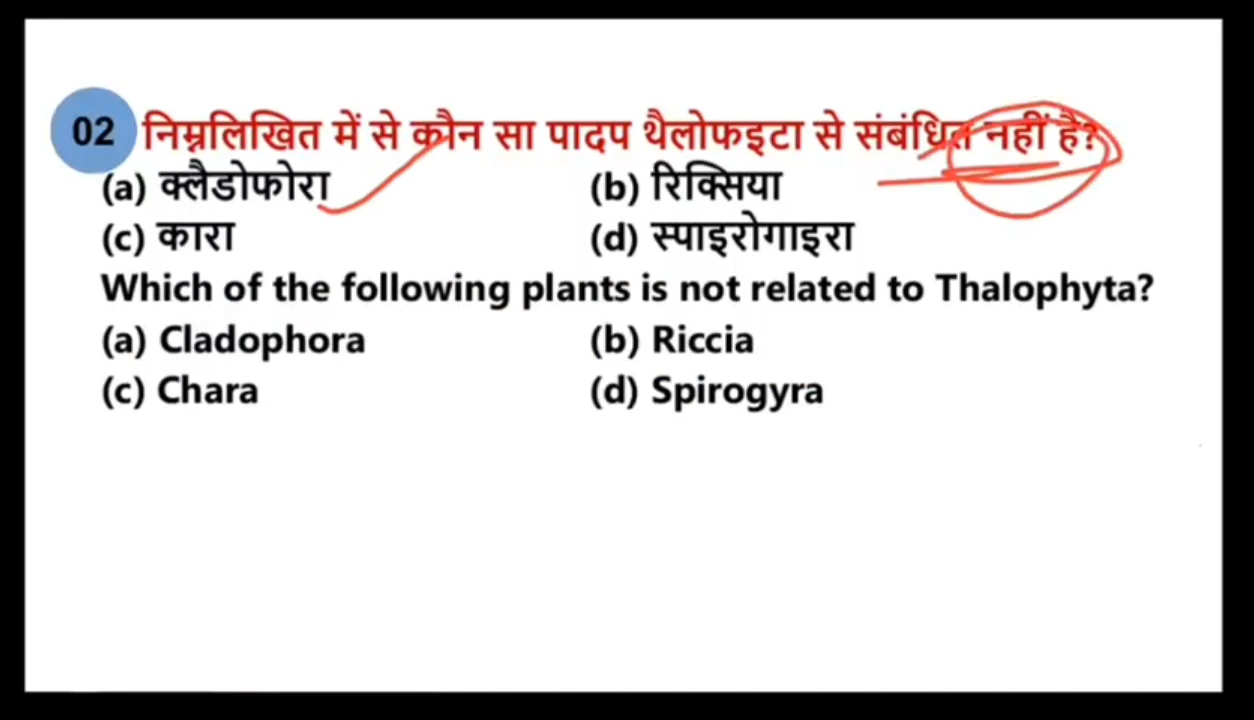 02 निम्नलिखित में से कौन सा पादप थैलोफइटा से संबंधित नहीं है?
(a) क्लैडोफोरा (b) रिक्सिया
(c) कारा (d) स्पाइरोगाइरा
Which of the following plants is not related to Thalophyta?
(a) Cladophora (b) Riccia
(c) Chara (d) Spirogyra